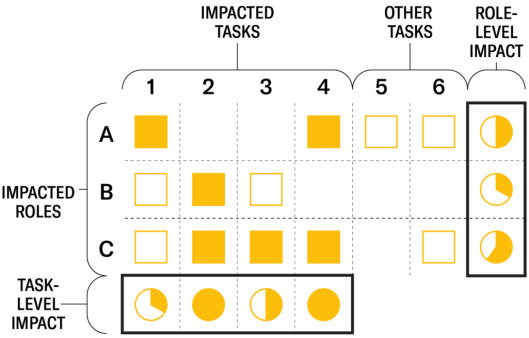 IMPACTED
TASKS
OTHER
TASKS
ROLE-
LEVEL
IMPACT
1 2 3 4 5 6
A
B
C
IMPACTED
ROLES
TASK-
LEVEL
IMPACT